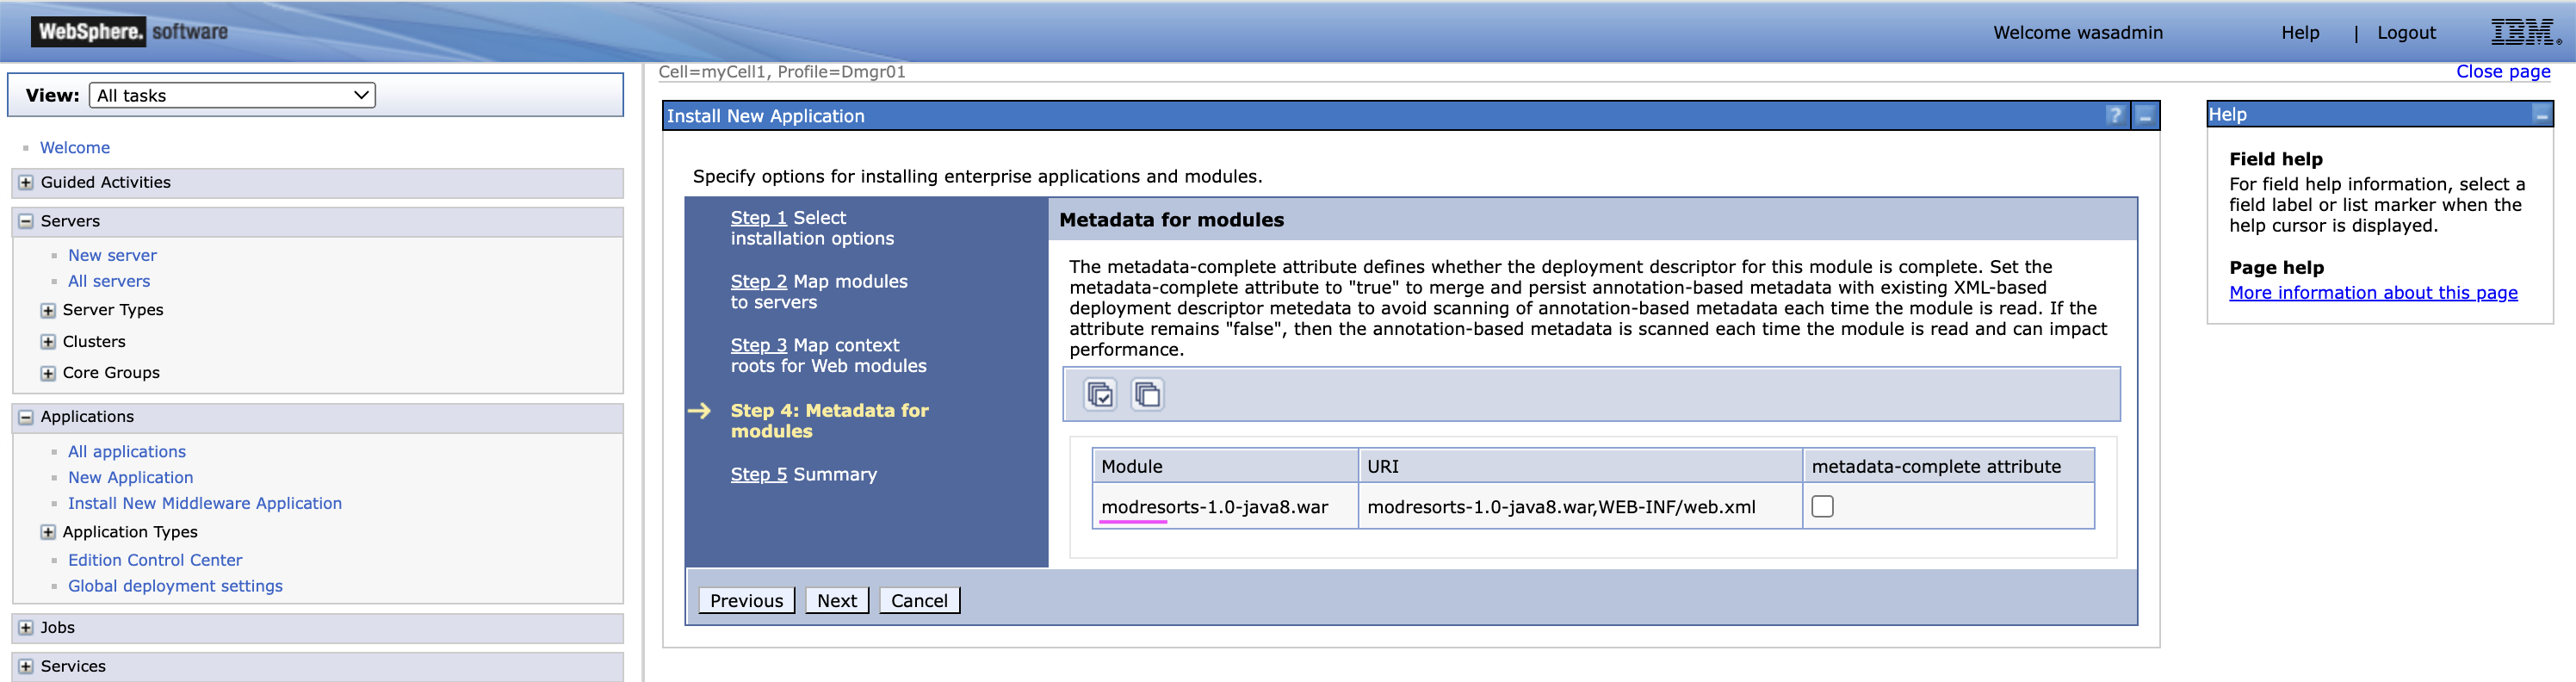 WebSphere. software
Welcome wasadmin
Help | Logout
IBM®
View: All tasks
Welcome
Guided Activities
Servers
New server
All servers
Server Types
Clusters
Core Groups
Applications
All applications
New Application
Install New Middleware Application
Application Types
Edition Control Center
Global deployment settings
Jobs
Services
Cell=myCell1, Profile=Dmgr01
Close page
Install New Application
?
Specify options for installing enterprise applications and modules.
Step 1 Select
installation options
Step 2 Map modules
to servers
Step 3 Map context
roots for Web modules
Step 4: Metadata for
modules
Step 5 Summary
Metadata for modules
The metadata-complete attribute defines whether the deployment descriptor for this module is complete. Set the
metadata-complete attribute to "true" to merge and persist annotation-based metadata with existing XML-based
deployment descriptor metedata to avoid scanning of annotation-based metadata each time the module is read. If the
attribute remains "false", then the annotation-based metadata is scanned each time the module is read and can impact
performance.
Module URI metadata-complete attribute
modresorts-1.0-java8.war modresorts-1.0-java8.war,WEB-INF/web.xml
Previous Next Cancel
Help
Field help
For field help information, select a
field label or list marker when the
help cursor is displayed.
Page help
More information about this page